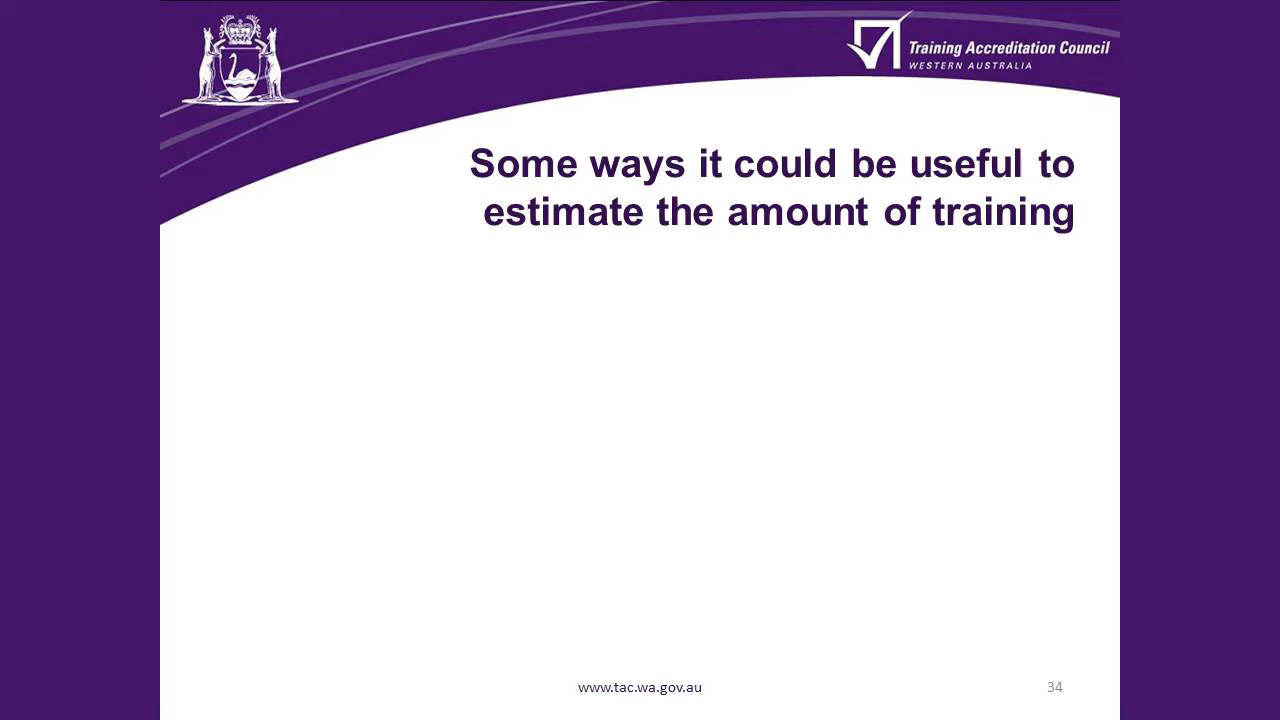 Training Accreditation Council
WESTERN AUSTRALIA
Some ways it could be useful to
estimate the amount of training
www.tac.wa.gov.au
34